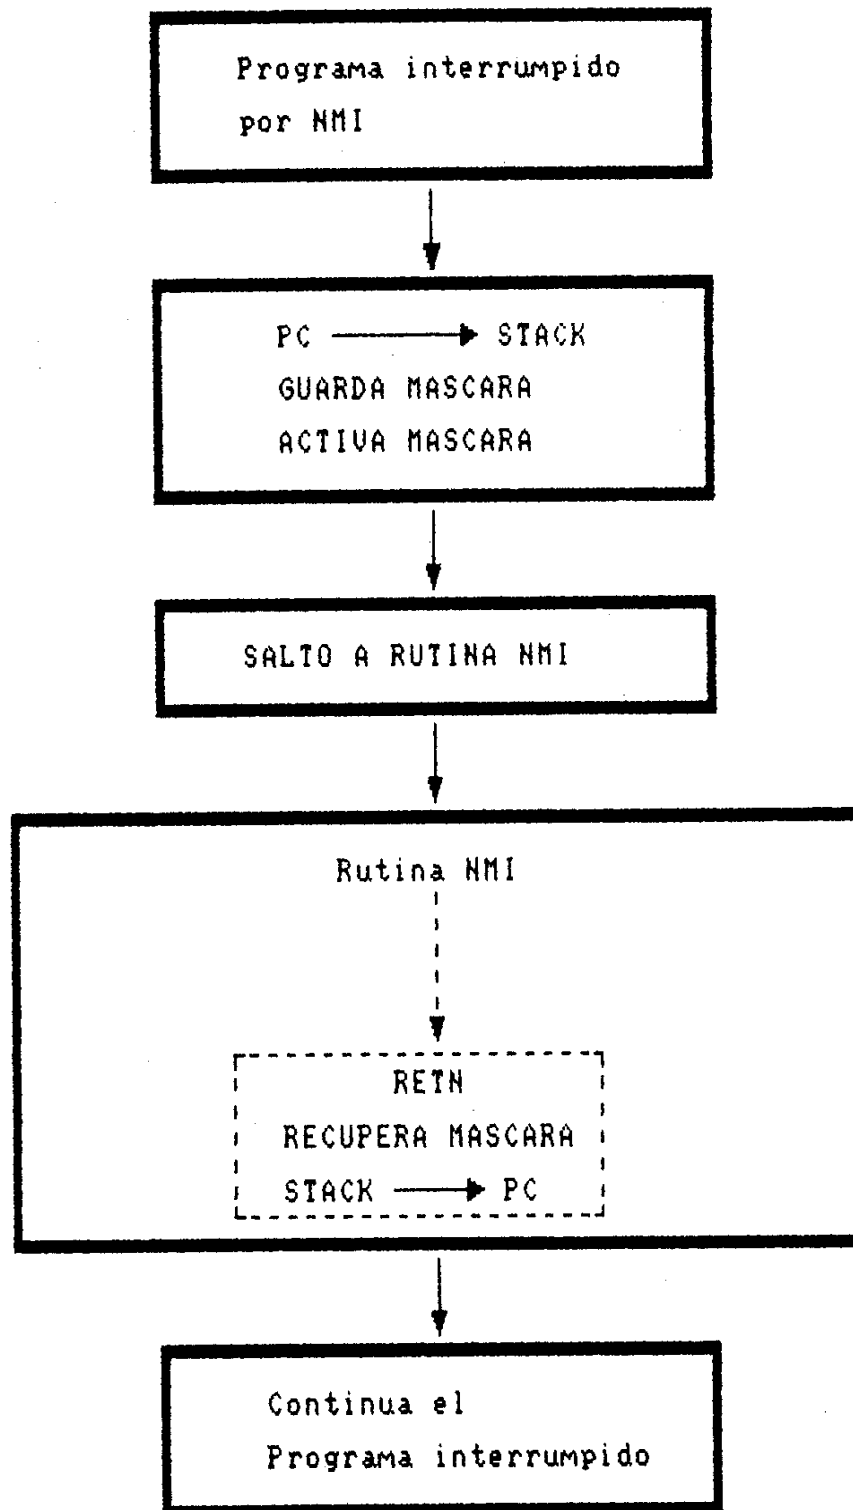 Programa interrumpido
por NMI
PC STACK
GUARDA MASCARA
ACTIVA MASCARA
SALTO A RUTINA NMI
Rutina NMI
RETN
RECUPERA MASCARA
STACK PC
Continua el
Programa interrumpido